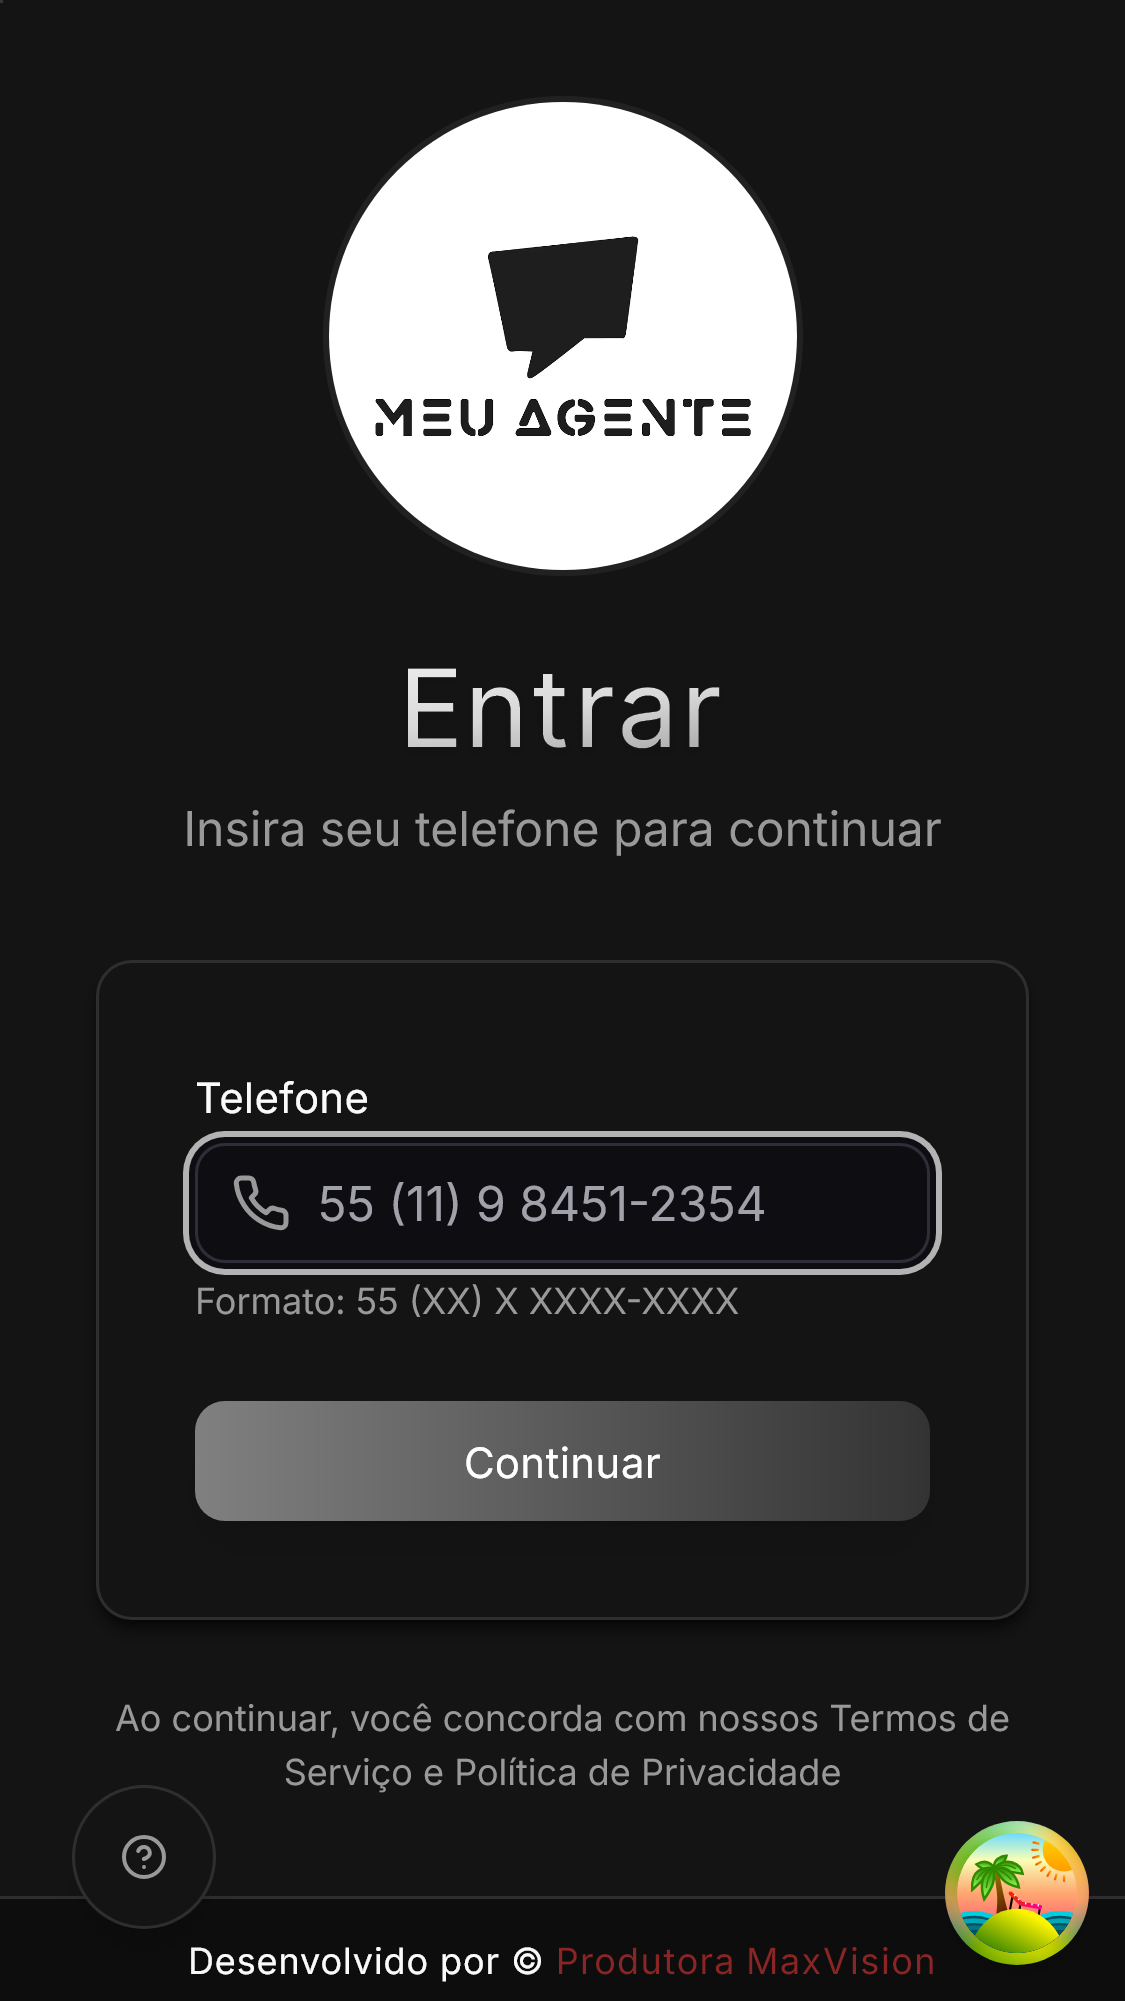 MEU AGENTE
Entrar
Insira seu telefone para continuar
Telefone
55 (11) 9 8451-2354
Formato: 55 (XX) X XXXX-XXXX
Continuar
Ao continuar, você concorda com nossos Termos de
Serviço e Política de Privacidade
Desenvolvido por © Produtora MaxVision